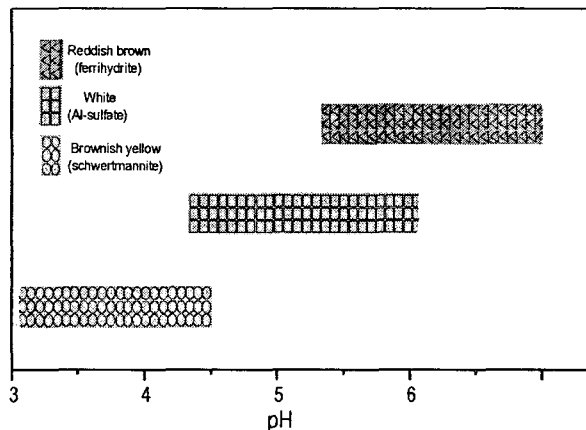 Reddish brown
(ferrihydrite)
White
(Al-sulfate)
Brownish yellow
(schwertmannite)
3 4 5 6
pH